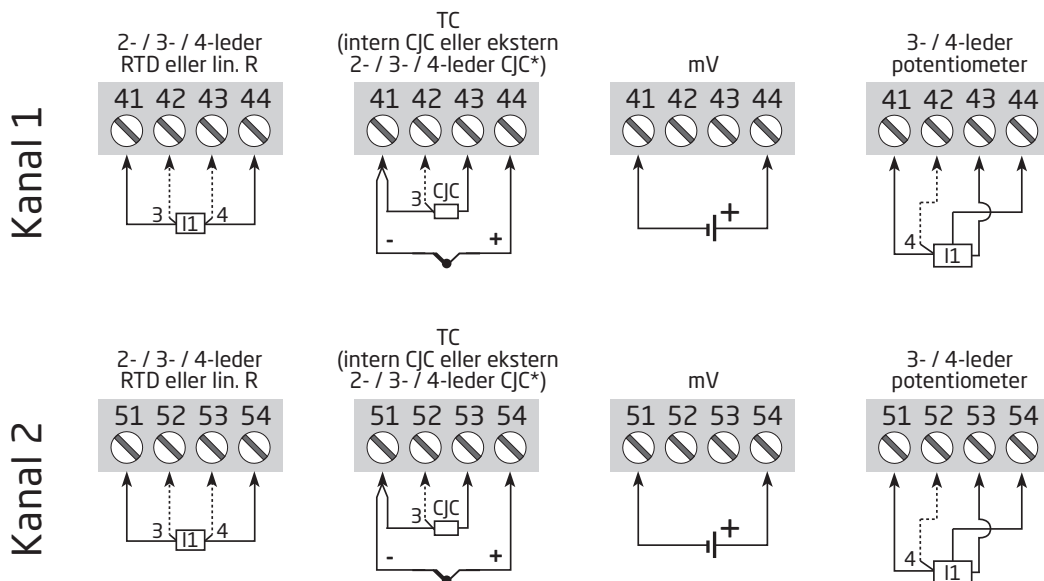 Kanal 1
2- / 3- / 4-leder
RTD eller lin. R
41 42 43 44
3 I1 4
TC
(intern CJC eller ekstern
2- / 3- / 4-leder CJC*)
41 42 43 44
3 CJC
- +
mV
41 42 43 44
+
3- / 4-leder
potentiometer
41 42 43 44
4 I1
Kanal 2
2- / 3- / 4-leder
RTD eller lin. R
51 52 53 54
3 I1 4
TC
(intern CJC eller ekstern
2- / 3- / 4-leder CJC*)
51 52 53 54
3 CJC
- +
mV
51 52 53 54
+
3- / 4-leder
potentiometer
51 52 53 54
4 I1